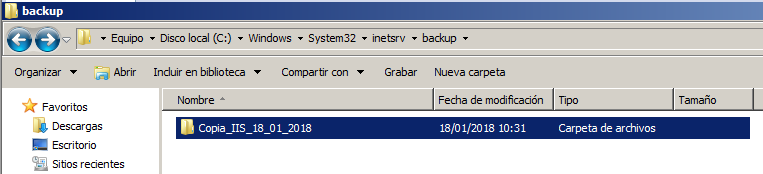 backup
Equipo Disco local (C:) Windows System32 inetsrv backup
Organizar Abrir Incluir en biblioteca Compartir con Grabar Nueva carpeta
Favoritos
Descargas
Escritorio
Sitios recientes
Nombre Fecha de modificación Tipo Tamaño
Copia_IIS_18_01_2018 18/01/2018 10:31 Carpeta de archivos